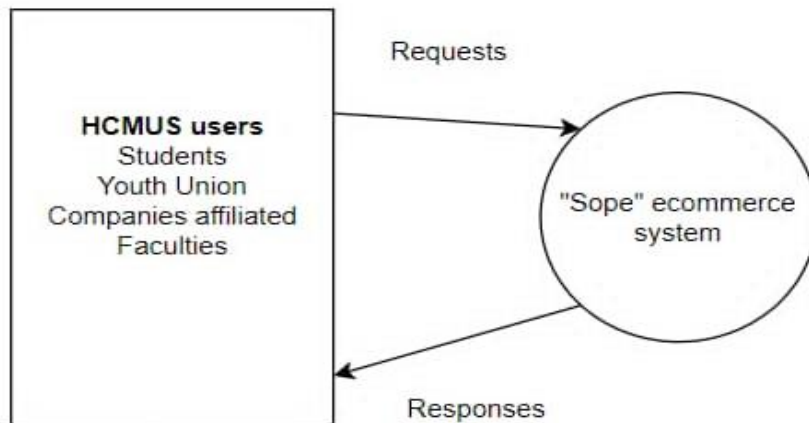 Requests
HCMUS users
Students
Youth Union
Companies affiliated
Faculties
"Sope" ecommerce
system
Responses